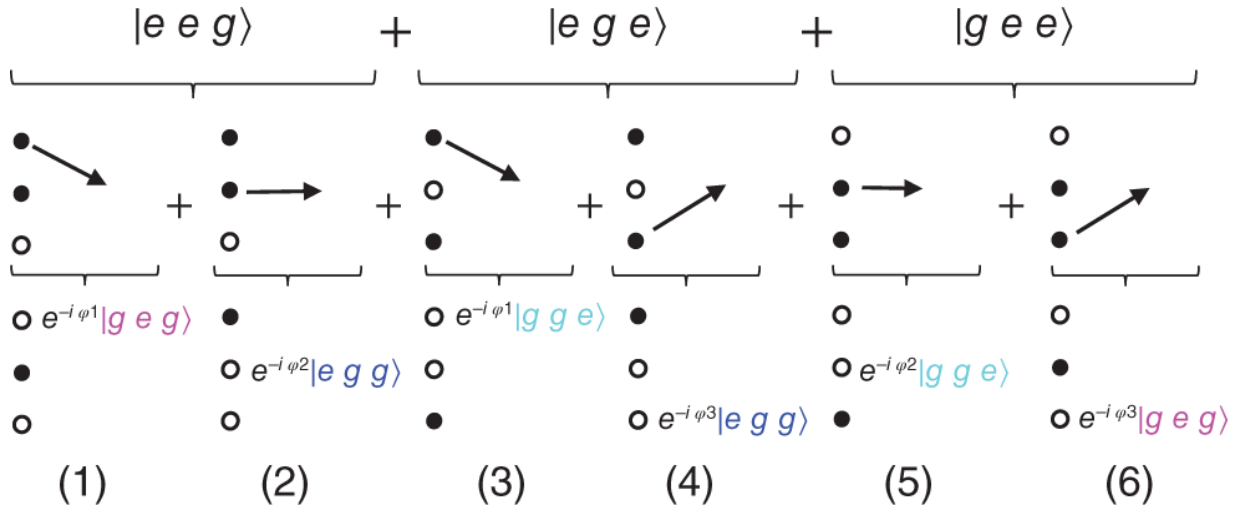 |e e g⟩ + |e g e⟩ + |g e e⟩
+ + + + +
e^{-i φ1}|g e g⟩ e^{-i φ1}|g g e⟩
e^{-i φ2}|e g g⟩ e^{-i φ2}|g g e⟩
e^{-i φ3}|e g g⟩ e^{-i φ3}|g e g⟩
(1) (2) (3) (4) (5) (6)